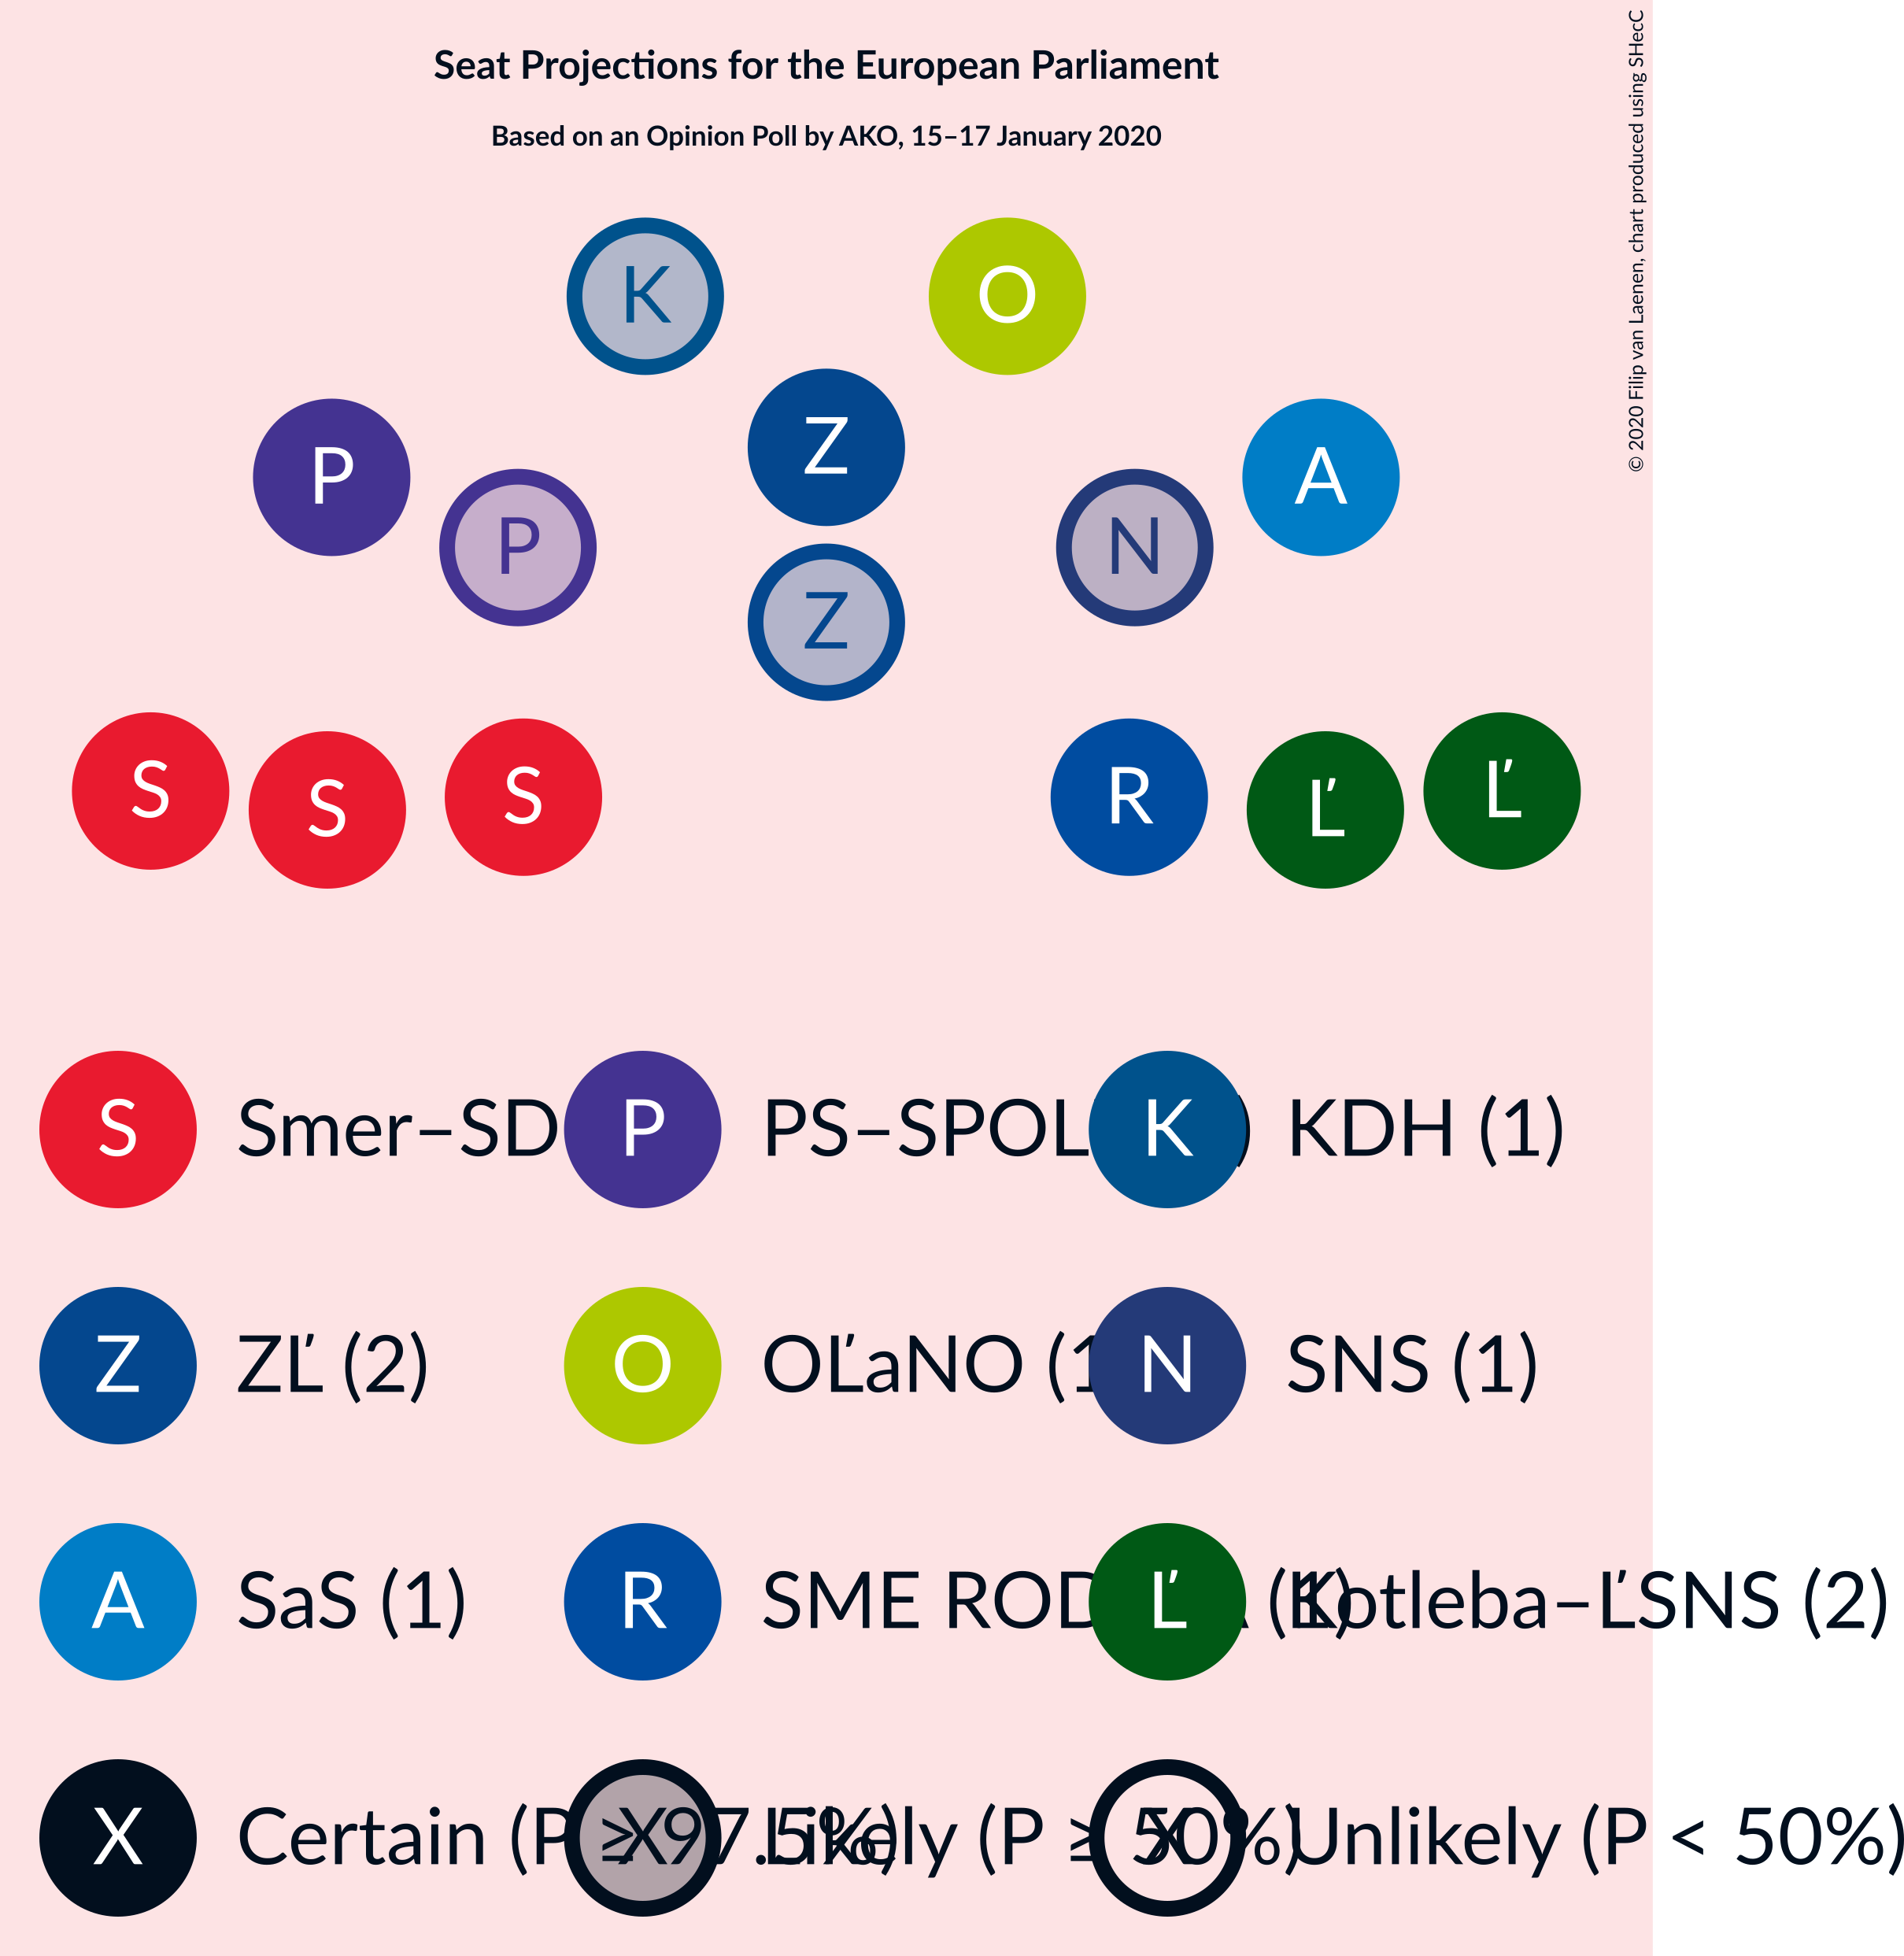 Seat Projections for the European Parliament
Based on an Opinion Poll by AKO, 15–17 January 2020
© 2020 Filip van Laenen, chart produced using SHecC
K O
Z
P A
P N
Z
S S
S R Ľ Ľ
S Smer–SD P PS–SPOL K KDH (1)
Z ZĽ (2) O OĽaNO (1 N SNS (1)
A SaS (1) R SME Ľ Kotleba–ĽSNS (2)
X Certain (P ≥ 97.5%) X Likely (P ≥ 50%) X Unlikely (P < 50%)